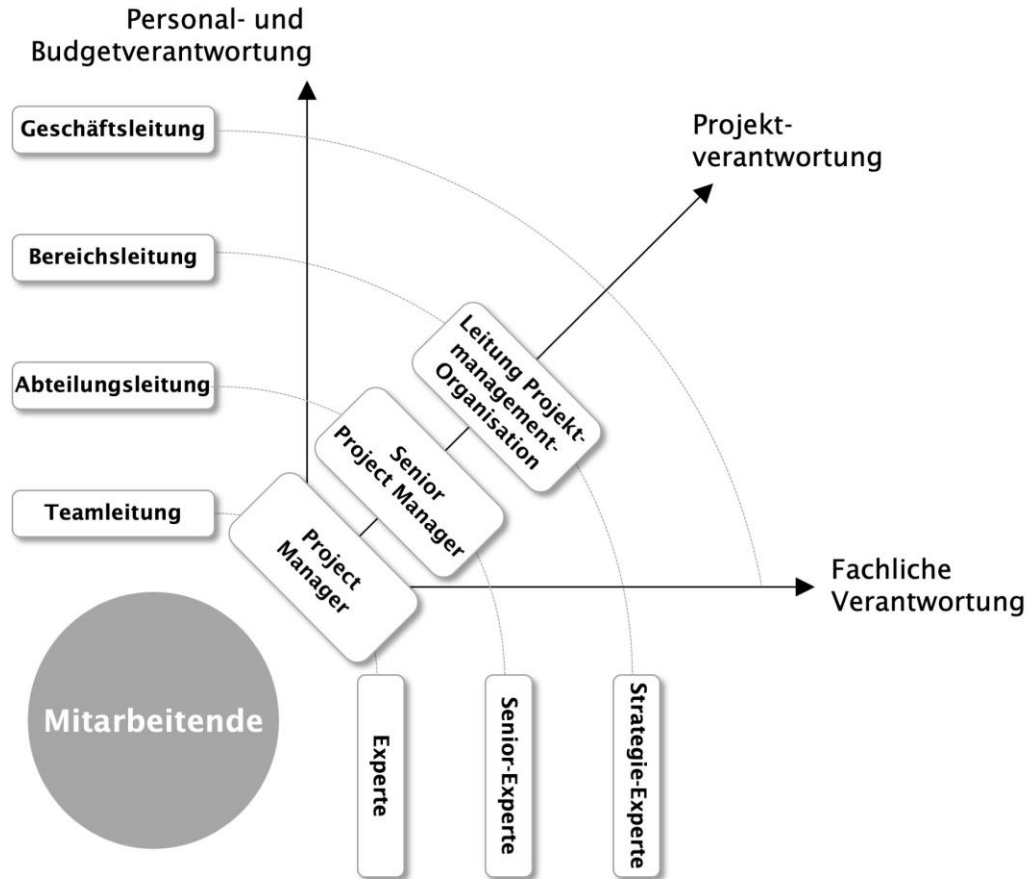 Personal- und
Budgetverantwortung
Geschäftsleitung
Projekt-
verantwortung
Bereichsleitung
Leitung Projekt-
management-
Organisation
Abteilungsleitung
Senior
Project Manager
Teamleitung
Project
Manager
Fachliche
Verantwortung
Mitarbeitende
Experte
Senior-Experte
Strategie-Experte